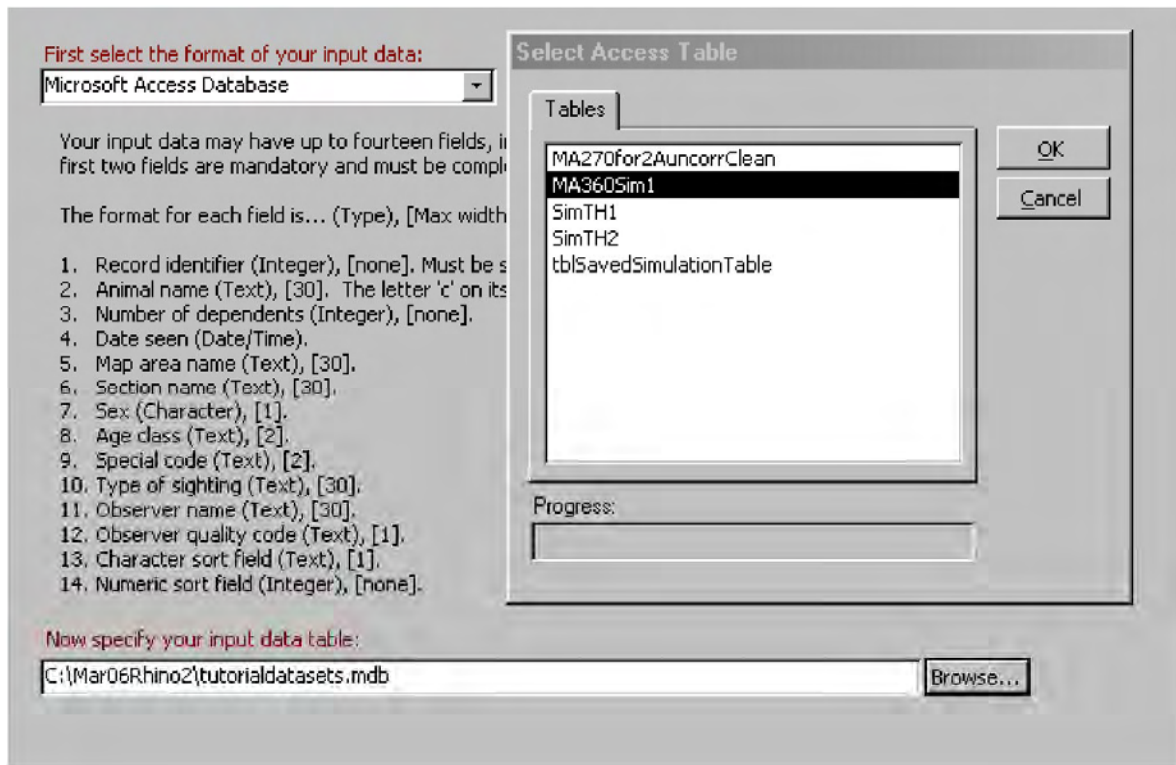 First select the format of your input data:
Microsoft Access Database
Your input data may have up to fourteen fields, i
first two fields are mandatory and must be compl
The format for each field is... (Type), [Max width
1. Record identifier (Integer), [none]. Must be s
2. Animal name (Text), [30]. The letter 'c' on its
3. Number of dependents (Integer), [none].
4. Date seen (Date/Time).
5. Map area name (Text), [30].
6. Section name (Text), [30].
7. Sex (Character), [1].
8. Age class (Text), [2].
9. Special code (Text), [2].
10. Type of sighting (Text), [30].
11. Observer name (Text), [30].
12. Observer quality code (Text), [1].
13. Character sort field (Text), [1].
14. Numeric sort field (Integer), [none].
Now specify your input data table:
C:\Mar06Rhino2\tutorialdatasets.mdb
Browse...
Select Access Table
Tables
MA270for2AuncorrClean
MA360Sim1
SimTH1
SimTH2
tblSavedSimulationTable
OK
Cancel
Progress: